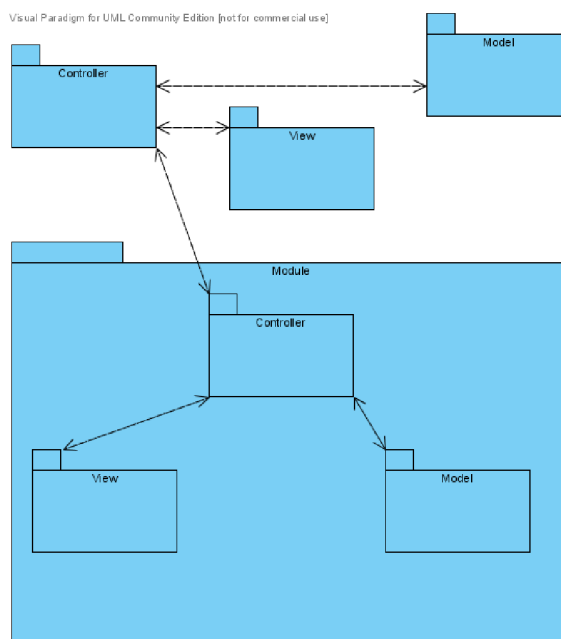 Visual Paradigm for UML Community Edition [not for commercial use]
Model
Controller
View
Module
Controller
View
Model